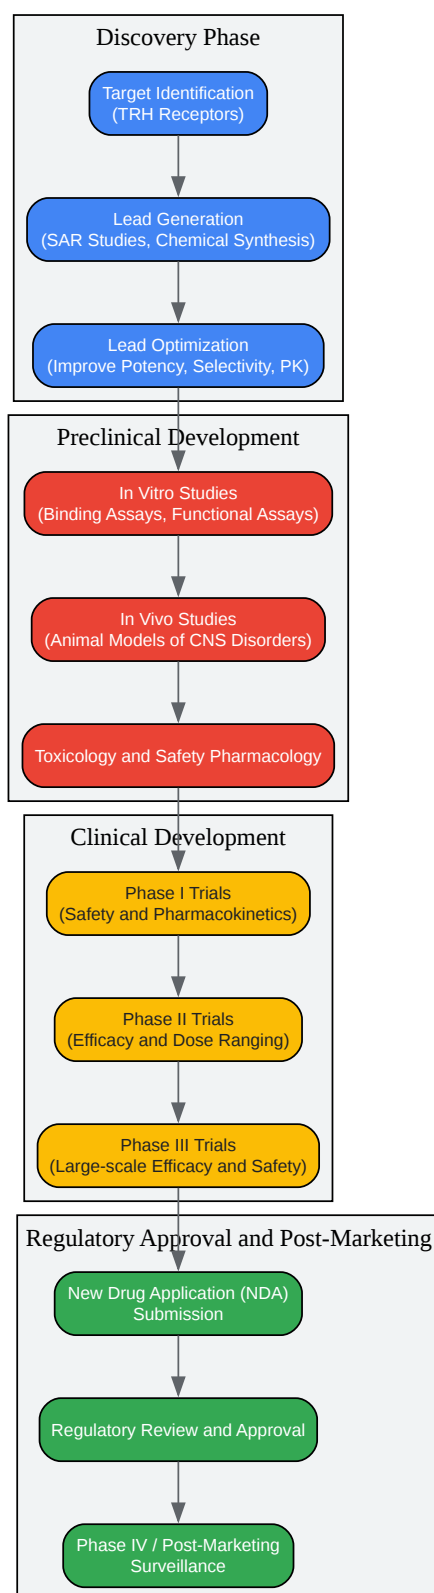 Discovery Phase
Target Identification
(TRH Receptors)
Lead Generation
(SAR Studies, Chemical Synthesis)
Lead Optimization
(Improve Potency, Selectivity, PK)
Preclinical Development
In Vitro Studies
(Binding Assays, Functional Assays)
In Vivo Studies
(Animal Models of CNS Disorders)
Toxicology and Safety Pharmacology
Clinical Development
Phase I Trials
(Safety and Pharmacokinetics)
Phase II Trials
(Efficacy and Dose Ranging)
Phase III Trials
(Large-scale Efficacy and Safety)
Regulatory Approval and Post-Marketing
New Drug Application (NDA)
Submission
Regulatory Review and Approval
Phase IV / Post-Marketing
Surveillance